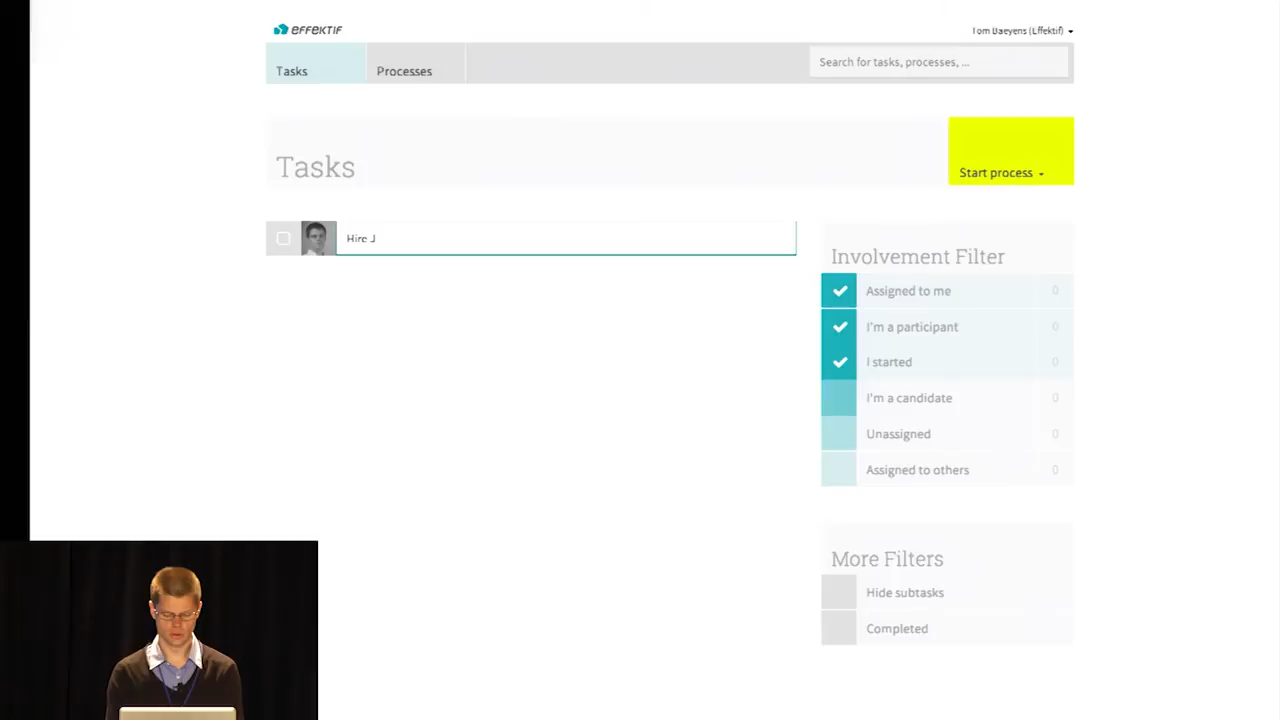 EFFEKTIF
Tom Baeyens (Effektif)
Tasks
Processes
Search for tasks, processes, ...
Tasks
Start process
Hire J
Involvement Filter
Assigned to me 0
I'm a participant 0
I started 0
I'm a candidate 0
Unassigned 0
Assigned to others 0
More Filters
Hide subtasks
Completed